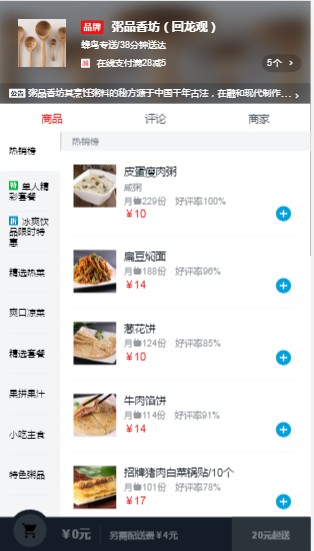 品牌 粥品香坊（回龙观）
蜂鸟专送/38分钟送达
减 在线支付满28减5
5个 >
公告 粥品香坊其烹饪粥料的秘方源于中国千年古法，在融和现代制作... >
商品 评论 商家
热销榜
特 单人精彩套餐
折 冰爽饮品限时特惠
精选热菜
爽口凉菜
精选套餐
果拼果汁
小吃主食
特色粥品
热销榜
皮蛋瘦肉粥
咸粥
月售229份 好评率100%
￥10
扁豆焖面
月售188份 好评率96%
￥14
葱花饼
月售124份 好评率85%
￥10
牛肉馅饼
月售114份 好评率91%
￥14
招牌猪肉白菜锅贴/10个
月售101份 好评率78%
￥17
￥0元 另需配送费￥4元 20元起送